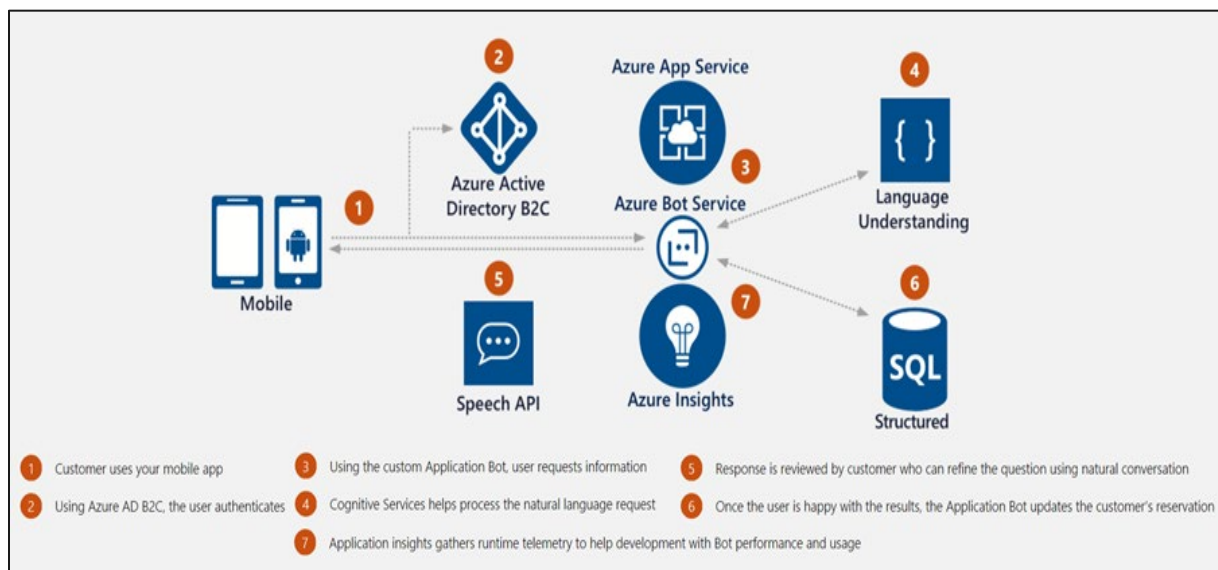 2
Azure App Service
4
{ }
3
Azure Active
Directory B2C
Language
Understanding
1
Azure Bot Service
Mobile
5
6
7
SQL
Speech API
Azure Insights
Structured
1 Customer uses your mobile app
3 Using the custom Application Bot, user requests information
5 Response is reviewed by customer who can refine the question using natural conversation
2 Using Azure AD B2C, the user authenticates
4 Cognitive Services helps process the natural language request
6 Once the user is happy with the results, the Application Bot updates the customer's reservation
7 Application insights gathers runtime telemetry to help development with Bot performance and usage